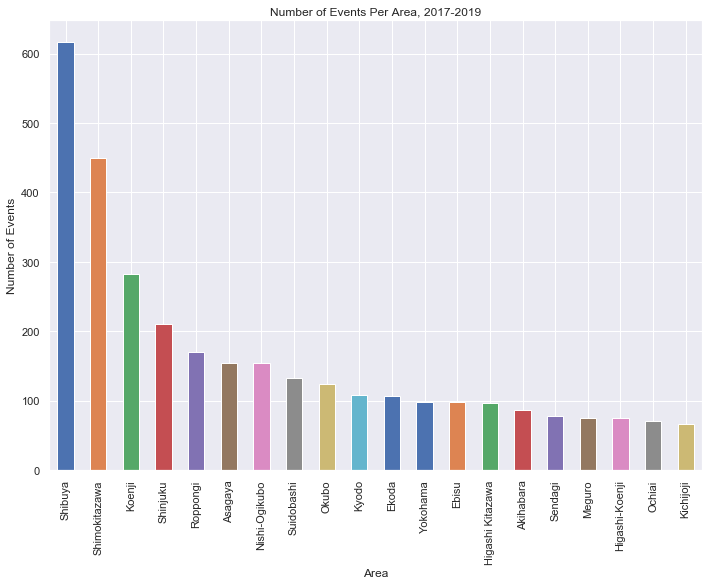 Number of Events Per Area, 2017-2019
Number of Events
600
500
400
300
200
100
0
Shibuya
Shimokitazawa
Koenji
Shinjuku
Roppongi
Asagaya
Nishi-Ogikubo
Suidobashi
Okubo
Kyodo
Ekoda
Yokohama
Ebisu
Higashi Kitazawa
Akihabara
Sendagi
Meguro
Higashi-Koenji
Ochiai
Kichijoji
Area